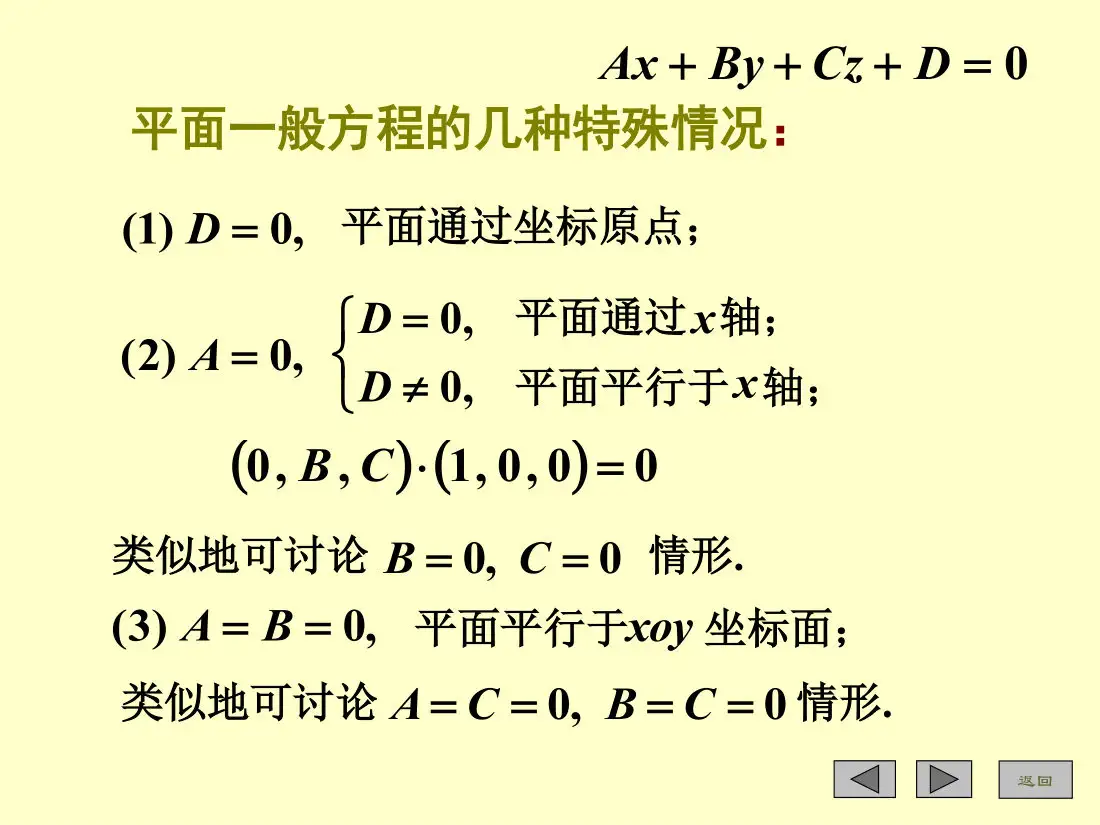 Ax + By + Cz + D = 0
平面一般方程的几种特殊情况：
(1) D = 0, 平面通过坐标原点；
(2) A = 0, { D = 0, 平面通过 x 轴；
D ≠ 0, 平面平行于 x 轴；
(0 , B , C) · (1 , 0 , 0) = 0
类似地可讨论 B = 0, C = 0 情形.
(3) A = B = 0, 平面平行于xoy 坐标面；
类似地可讨论 A = C = 0, B = C = 0 情形.
返回